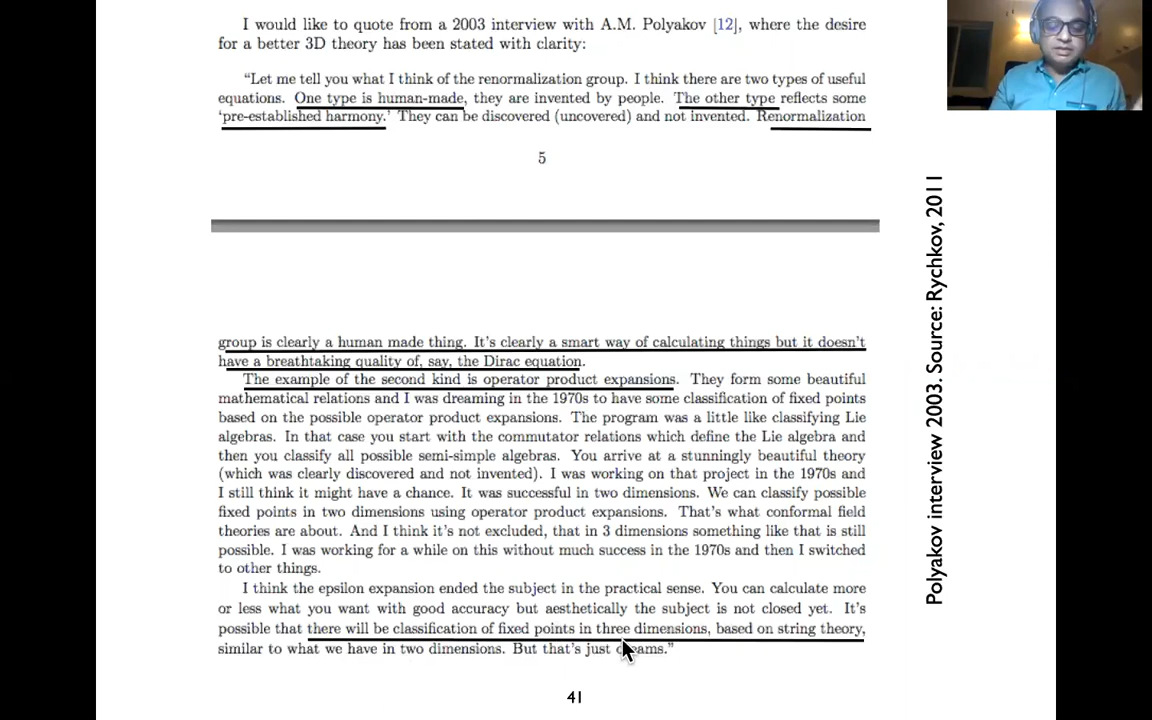 I would like to quote from a 2003 interview with A.M. Polyakov [12], where the desire
for a better 3D theory has been stated with clarity:
“Let me tell you what I think of the renormalization group. I think there are two types of useful
equations. One type is human-made, they are invented by people. The other type reflects some
‘pre-established harmony.’ They can be discovered (uncovered) and not invented. Renormalization
5
group is clearly a human made thing. It’s clearly a smart way of calculating things but it doesn’t
have a breathtaking quality of, say, the Dirac equation.
The example of the second kind is operator product expansions. They form some beautiful
mathematical relations and I was dreaming in the 1970s to have some classification of fixed points
based on the possible operator product expansions. The program was a little like classifying Lie
algebras. In that case you start with the commutator relations which define the Lie algebra and
then you classify all possible semi-simple algebras. You arrive at a stunningly beautiful theory
(which was clearly discovered and not invented). I was working on that project in the 1970s and
I still think it might have a chance. It was successful in two dimensions. We can classify possible
fixed points in two dimensions using operator product expansions. That’s what conformal field
theories are about. And I think it’s not excluded, that in 3 dimensions something like that is still
possible. I was working for a while on this without much success in the 1970s and then I switched
to other things.
I think the epsilon expansion ended the subject in the practical sense. You can calculate more
or less what you want with good accuracy but aesthetically the subject is not closed yet. It’s
possible that there will be classification of fixed points in three dimensions, based on string theory,
similar to what we have in two dimensions. But that’s just dreams.”
41
Polyakov interview 2003. Source: Rychkov, 2011